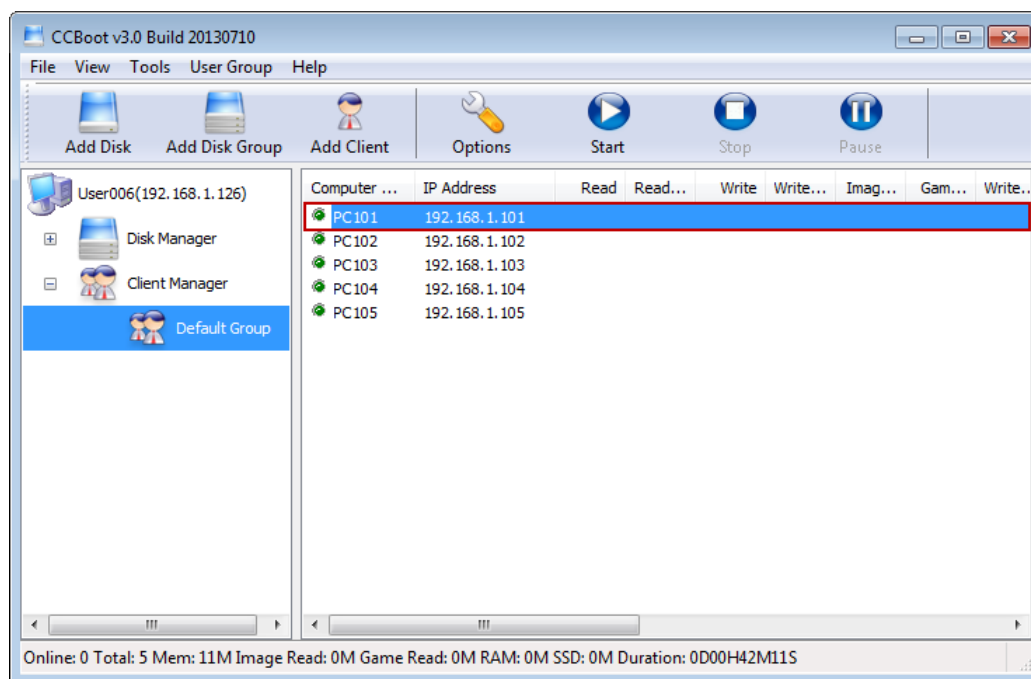 CCBoot v3.0 Build 20130710
File View Tools User Group Help
Add Disk Add Disk Group Add Client Options Start Stop Pause
User006(192.168.1.126)
Disk Manager
Client Manager
Default Group
Computer ... IP Address Read Read... Write Write... Imag... Gam... Write..
PC101 192.168.1.101
PC102 192.168.1.102
PC103 192.168.1.103
PC104 192.168.1.104
PC105 192.168.1.105
Online: 0 Total: 5 Mem: 11M Image Read: 0M Game Read: 0M RAM: 0M SSD: 0M Duration: 0D00H42M11S